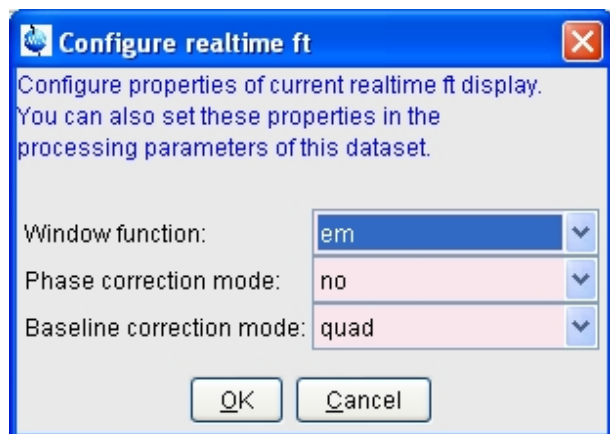 Configure realtime ft
Configure properties of current realtime ft display.
You can also set these properties in the
processing parameters of this dataset.
Window function: em
Phase correction mode: no
Baseline correction mode: quad
OK Cancel